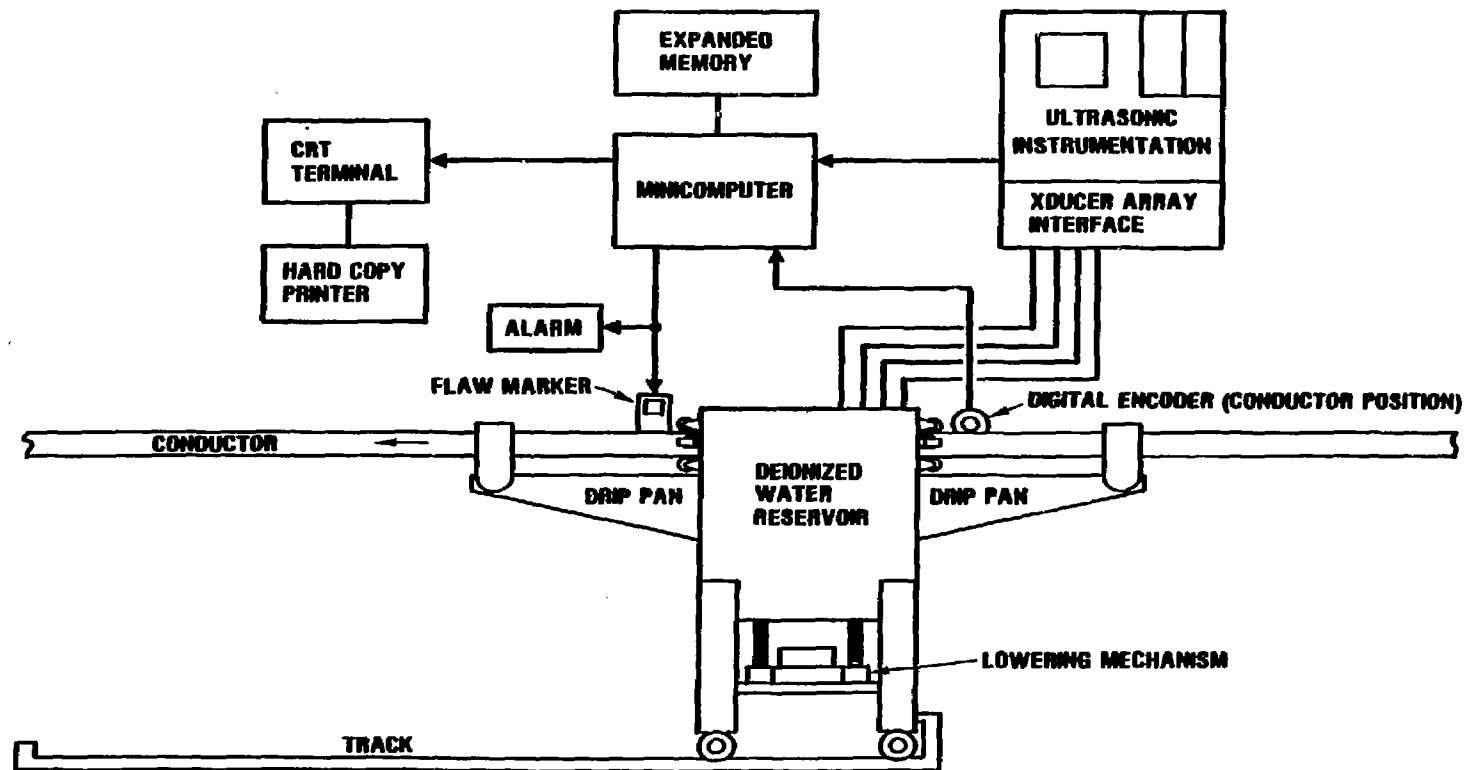 EXPANDED
MEMORY
ULTRASONIC
INSTRUMENTATION
CRT
TERMINAL
MINICOMPUTER
XDUCER ARRAY
INTERFACE
HARD COPY
PRINTER
ALARM
FLAW MARKER
DIGITAL ENCODER (CONDUCTOR POSITION)
CONDUCTOR
DRIP PAN
DEIONIZED
WATER
RESERVOIR
DRIP PAN
LOWERING MECHANISM
TRACK